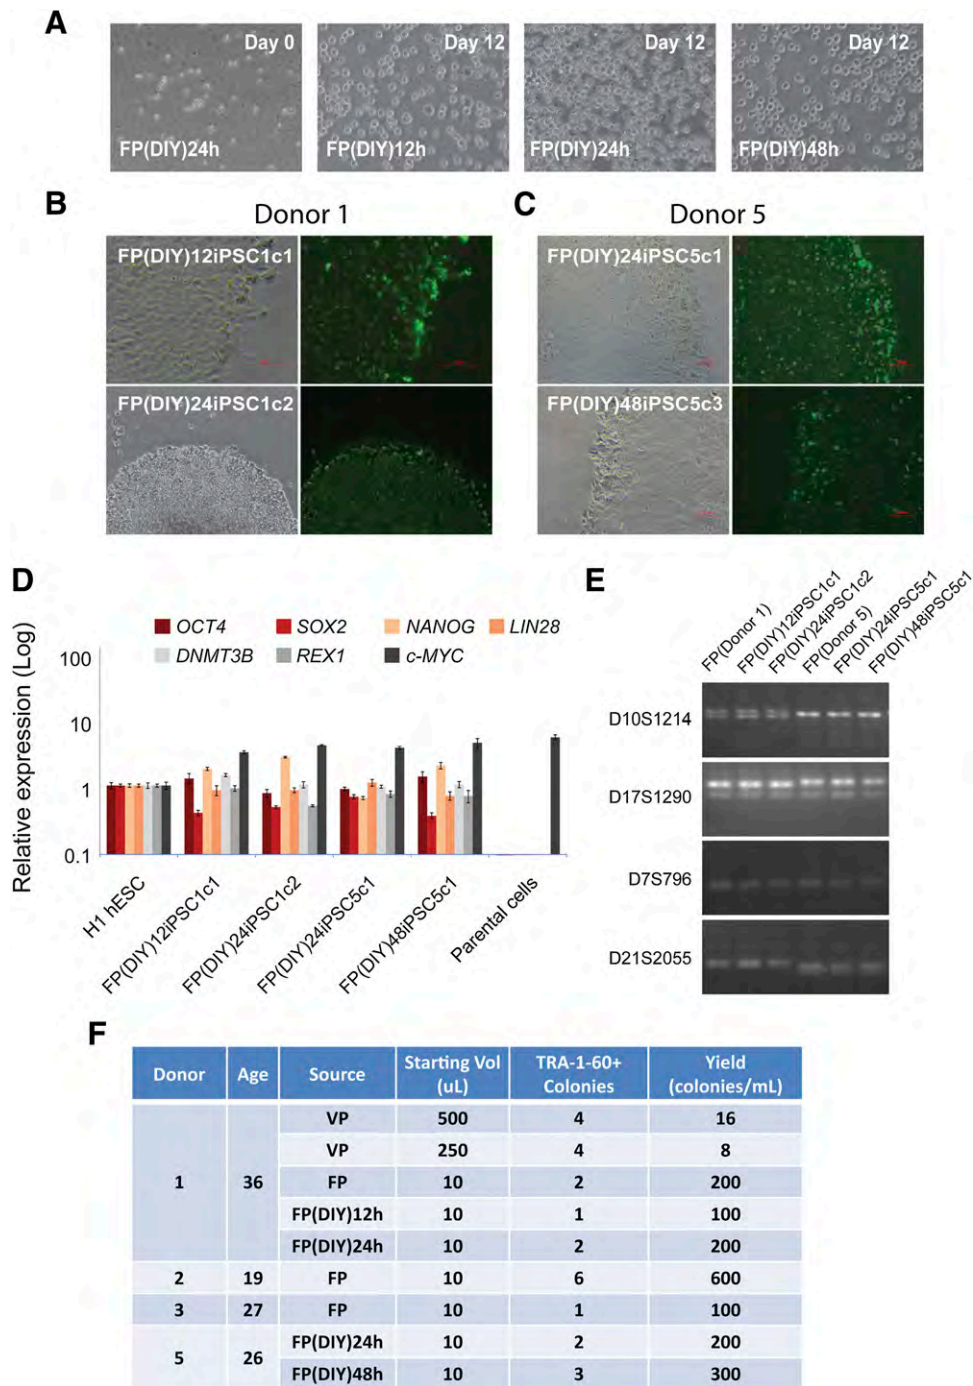 A
Day 0
FP(DIY)24h
Day 12
FP(DIY)12h
Day 12
FP(DIY)24h
Day 12
FP(DIY)48h
B
Donor 1
FP(DIY)12iPSC1c1
FP(DIY)24iPSC1c2
C
Donor 5
FP(DIY)24iPSC5c1
FP(DIY)48iPSC5c3
D
OCT4 SOX2 NANOG LIN28
DNMT3B REX1 c-MYC
Relative expression (Log)
100
10
1
0.1
H1 hESC
FP(DIY)12iPSC1c1
FP(DIY)24iPSC1c2
FP(DIY)24iPSC5c1
FP(DIY)48iPSC5c1
Parental cells
E
FP(Donor 1)
FP(DIY)12iPSC1c1
FP(DIY)24iPSC1c2
FP(Donor 5)
FP(DIY)24iPSC5c1
FP(DIY)48iPSC5c1
D10S1214
D17S1290
D7S796
D21S2055
F
Donor Age Source Starting Vol (uL) TRA-1-60+ Colonies Yield (colonies/mL)
1 36 VP 500 4 16
VP 250 4 8
FP 10 2 200
FP(DIY)12h 10 1 100
FP(DIY)24h 10 2 200
2 19 FP 10 6 600
3 27 FP 10 1 100
5 26 FP(DIY)24h 10 2 200
FP(DIY)48h 10 3 300